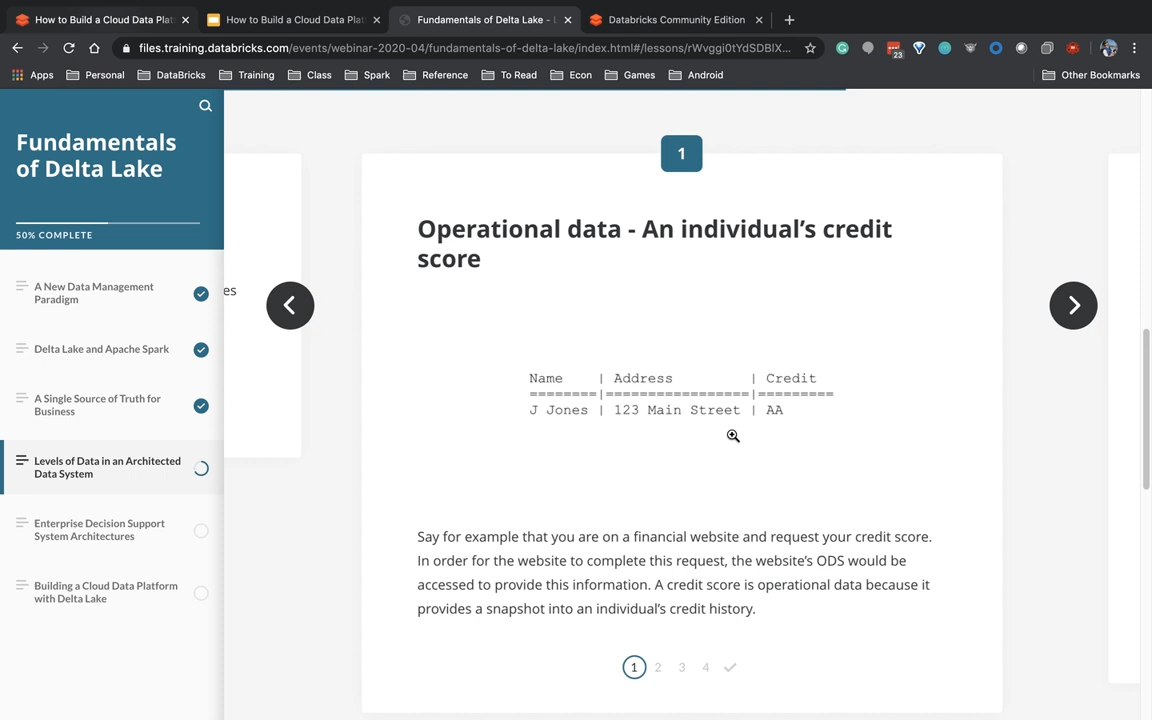 How to Build a Cloud Data Plat
How to Build a Cloud Data Plat
Fundamentals of Delta Lake -
Databricks Community Edition
files.training.databricks.com/events/webinar-2020-04/fundamentals-of-delta-lake/index.html#/lessons/rWvggi0tYdSDBlX...
23
Apps
Personal
DataBricks
Training
Class
Spark
Reference
To Read
Econ
Games
Android
Other Bookmarks
Fundamentals
of Delta Lake
50% COMPLETE
A New Data Management
Paradigm
Delta Lake and Apache Spark
A Single Source of Truth for
Business
Levels of Data in an Architected
Data System
Enterprise Decision Support
System Architectures
Building a Cloud Data Platform
with Delta Lake
es
1
Operational data - An individual’s credit
score
Name | Address | Credit
========|=================|=========
J Jones | 123 Main Street | AA
Say for example that you are on a financial website and request your credit score.
In order for the website to complete this request, the website’s ODS would be
accessed to provide this information. A credit score is operational data because it
provides a snapshot into an individual’s credit history.
1 2 3 4